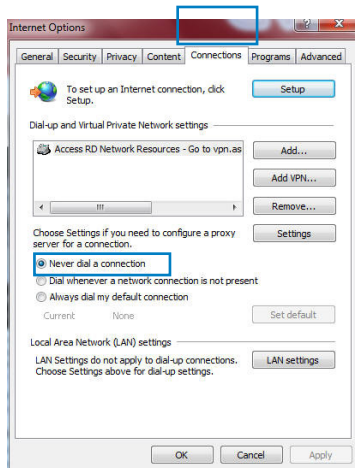 Internet Options
General Security Privacy Content Connections Programs Advanced
To set up an Internet connection, click Setup
Setup.
Dial-up and Virtual Private Network settings
Access RD Network Resources - Go to vpn.as
Add...
Add VPN...
Remove...
Choose Settings if you need to configure a proxy
server for a connection.
Settings
Never dial a connection
Dial whenever a network connection is not present
Always dial my default connection
Current None Set default
Local Area Network (LAN) settings
LAN Settings do not apply to dial-up connections. LAN settings
Choose Settings above for dial-up settings.
OK Cancel Apply